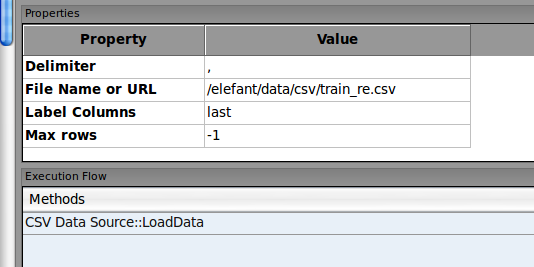 Properties
Property Value
Delimiter ,
File Name or URL /elefant/data/csv/train_re.csv
Label Columns last
Max rows -1
Execution Flow
Methods
CSV Data Source::LoadData